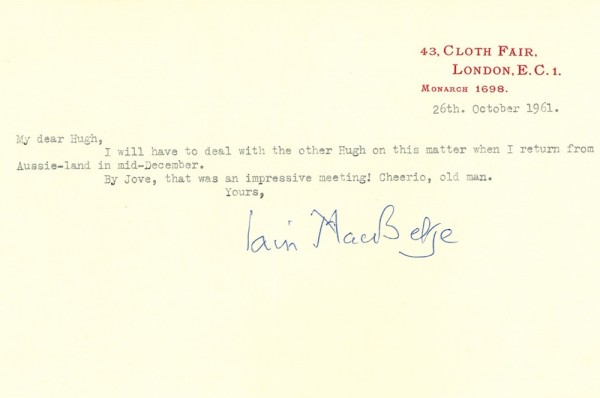 43, CLOTH FAIR,
LONDON, E.C.1.
MONARCH 1698.
26th. October 1961.
My dear Hugh,
I will have to deal with the other Hugh on this matter when I return from
Aussie-land in mid-December.
By Jove, that was an impressive meeting! Cheerio, old man.
Yours,
Iain MacBetje